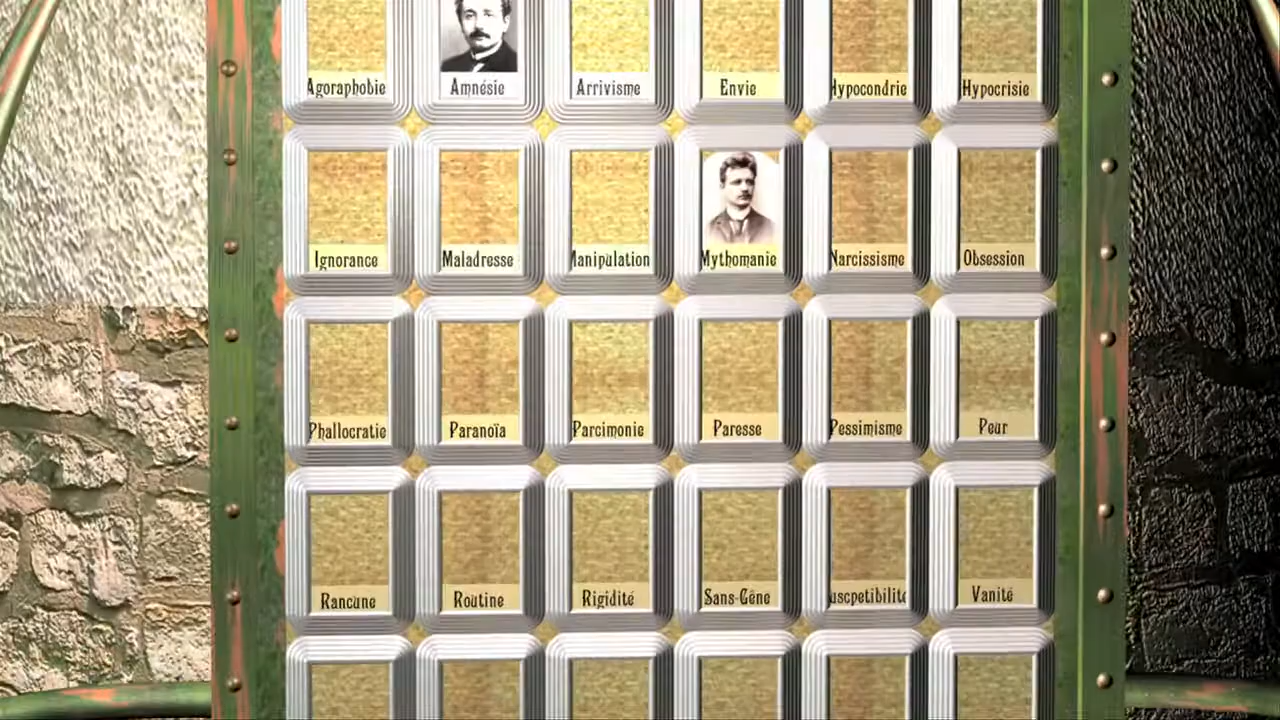 Agoraphobie
Amnésie
Arrivisme
Envie
Hypocondrie
Hypocrisie
Ignorance
Maladresse
Manipulation
Mythomanie
Narcissisme
Obsession
Phallocratie
Paranoïa
Parcimonie
Paresse
Pessimisme
Peur
Rancune
Routine
Rigidité
Sans-Gêne
uscpetibilité
Vanité